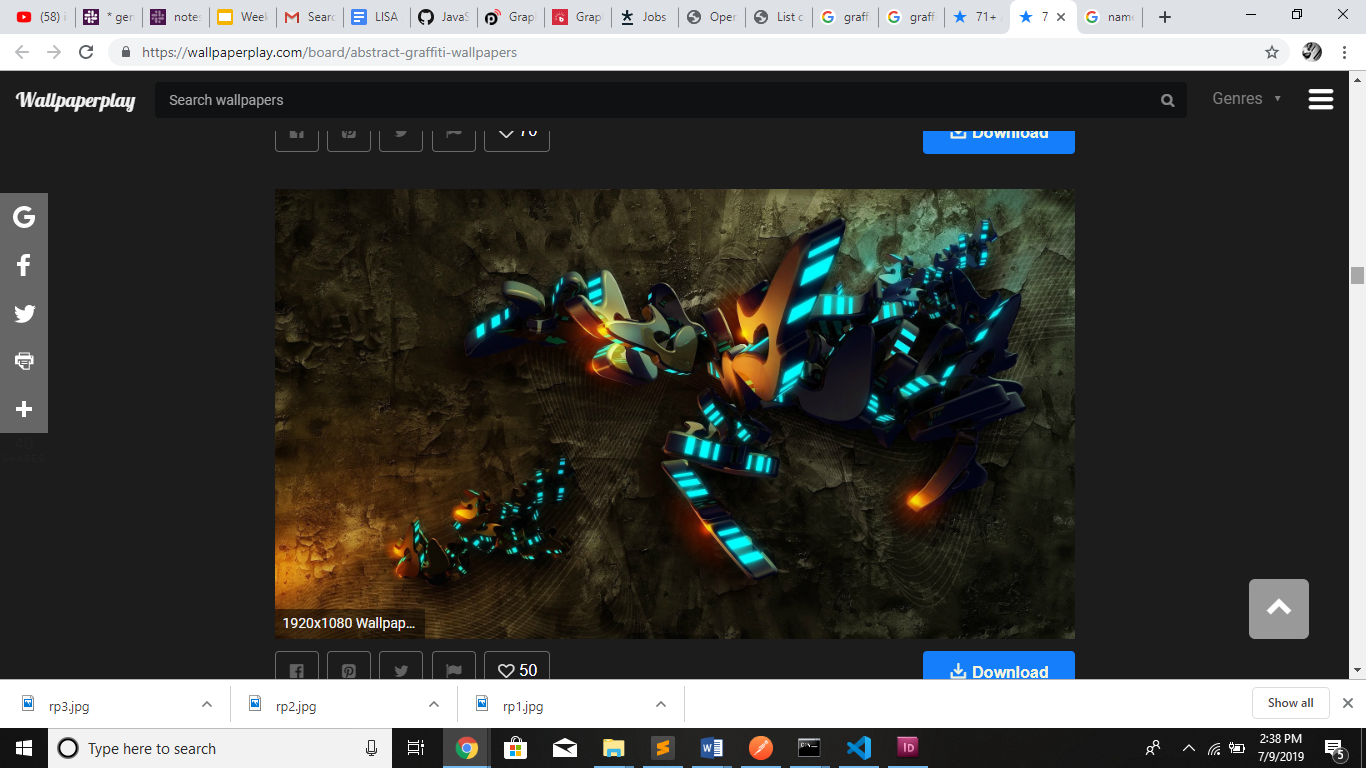 (58) i
* ger
notes
Week
Searc
LISA
JavaS
Grap
Grap
Jobs
Oper
List c
graff
graff
71+
7
name
https://wallpaperplay.com/board/abstract-graffiti-wallpapers
Wallpaperplay
Search wallpapers
Genres
70
Download
1920x1080 Wallpap...
50
Download
rp3.jpg
rp2.jpg
rp1.jpg
Show all
Type here to search
2:38 PM
7/9/2019
5